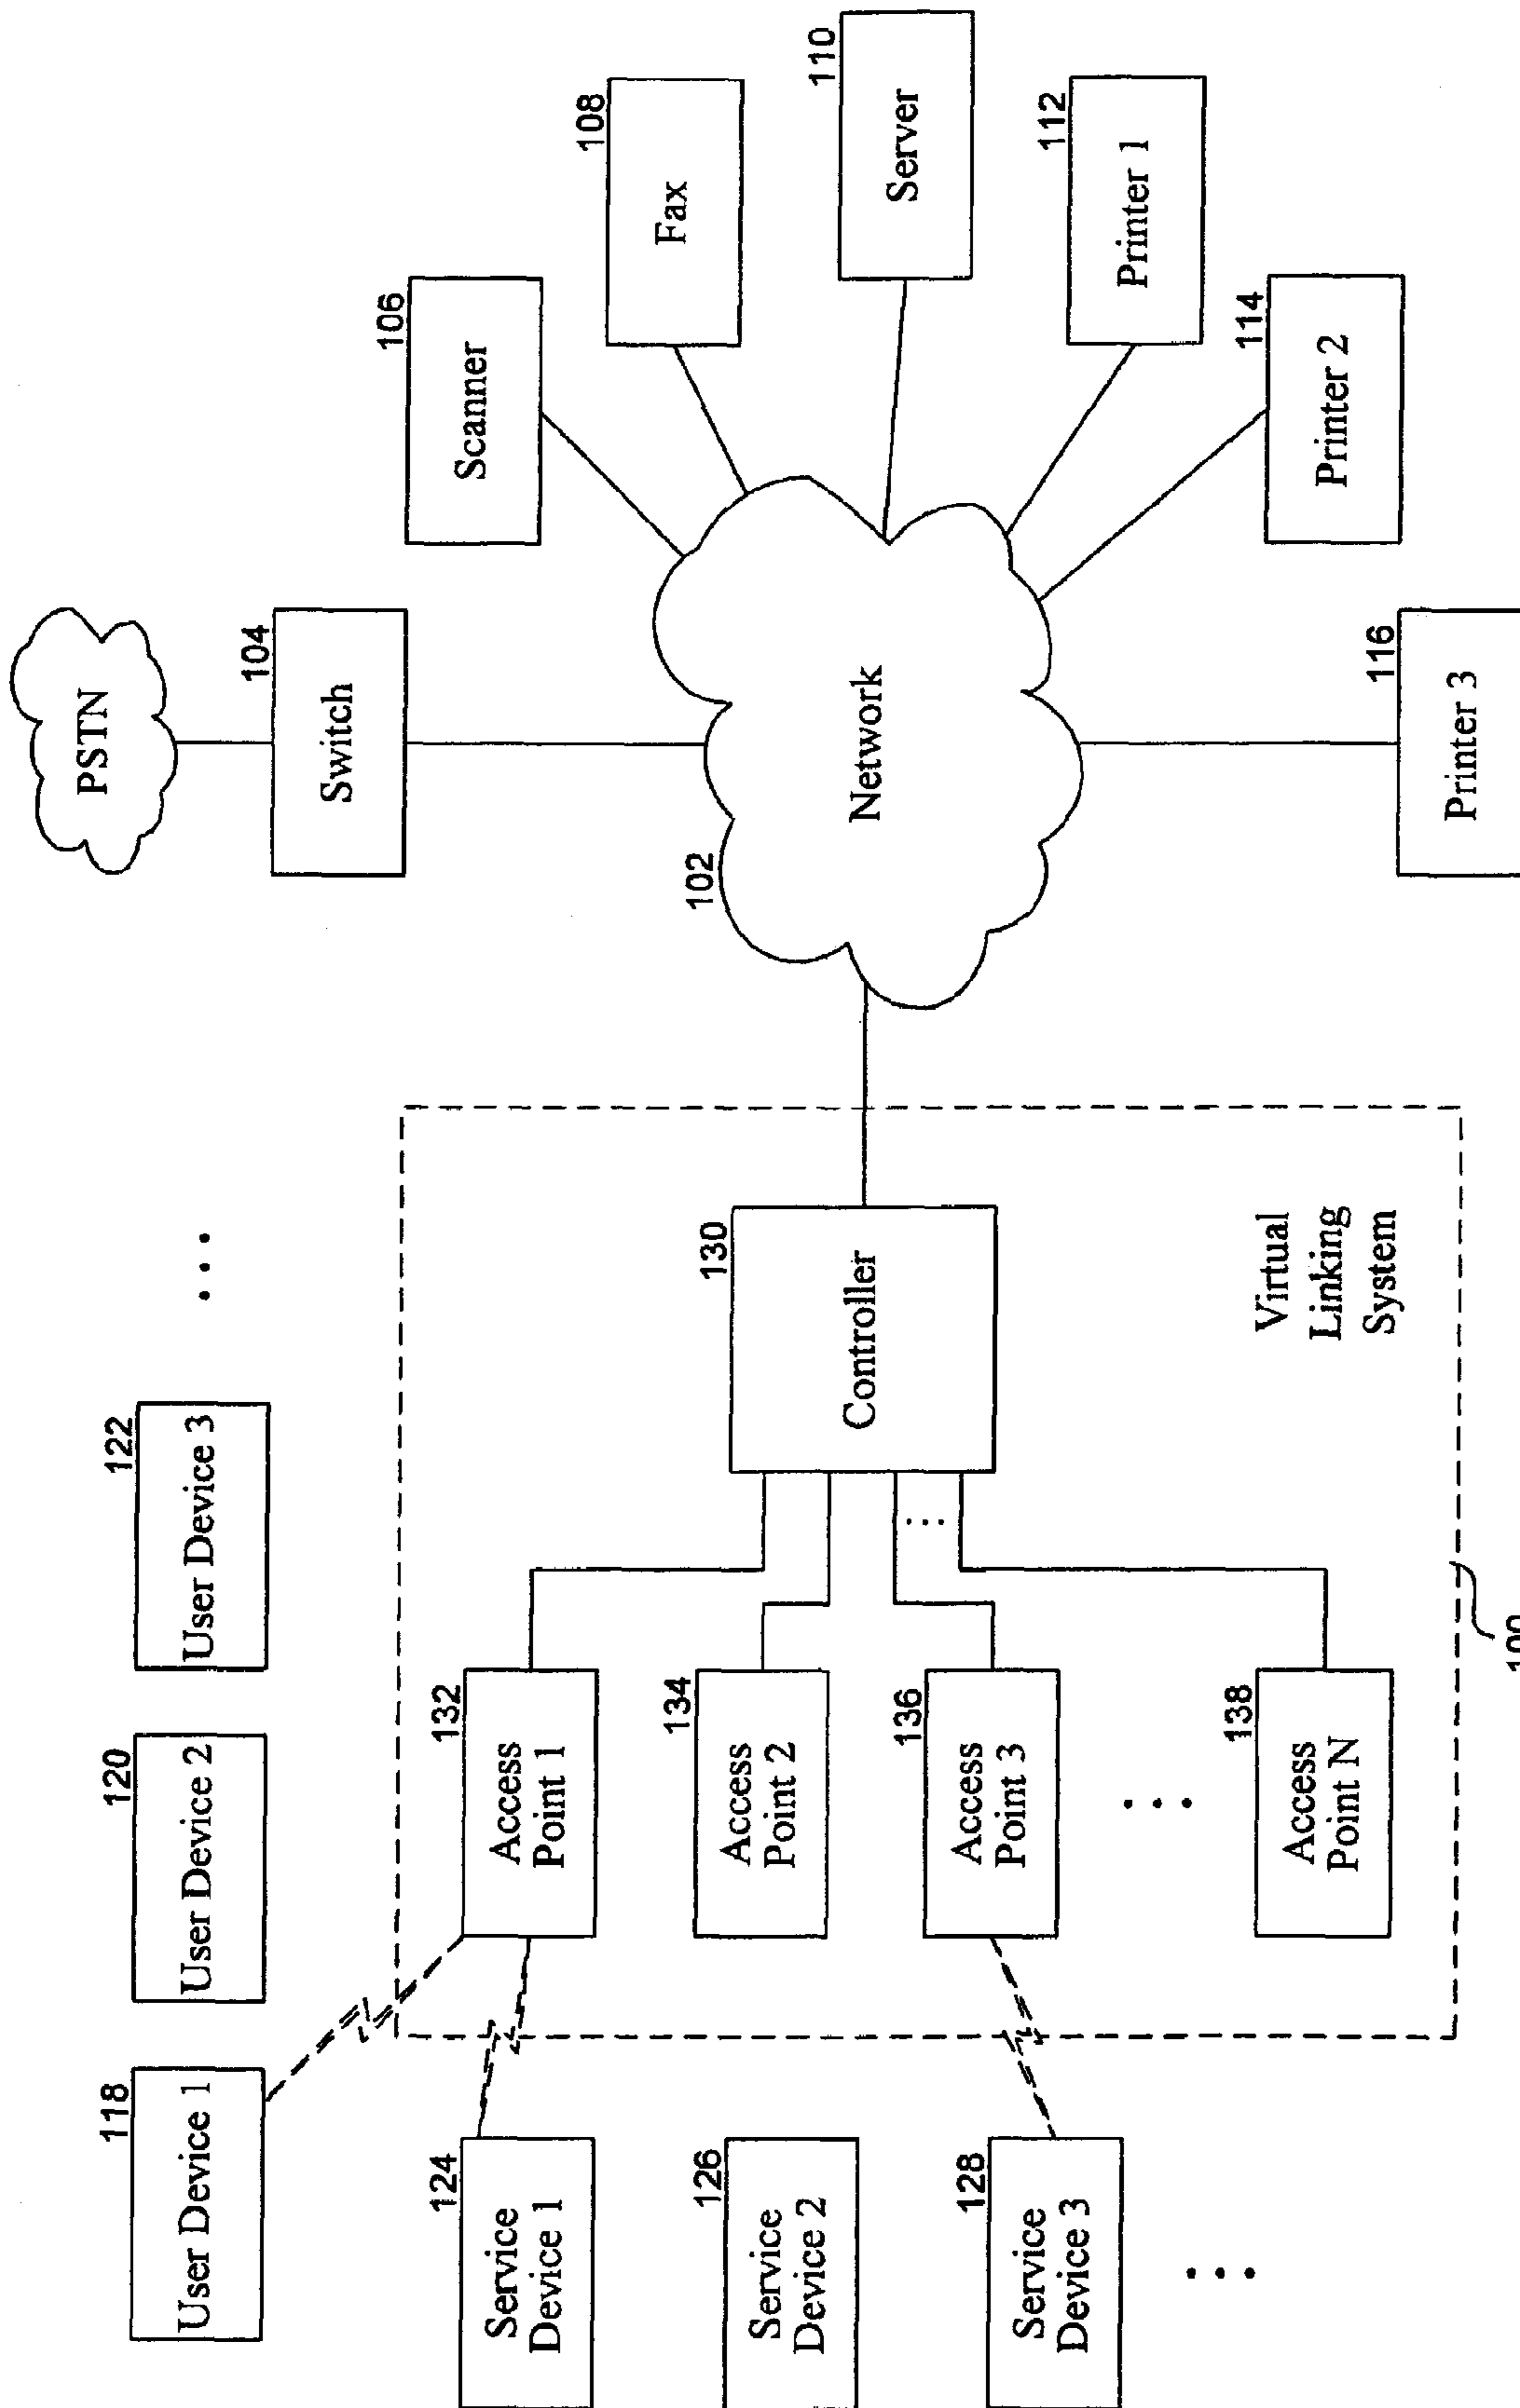 PSTN
104
Switch
106
Scanner
108
Fax
110
Server
112
Printer 1
114
Printer 2
116
Printer 3
102
Network
118
User Device 1
120
User Device 2
122
User Device 3
...
124
Service
Device 1
126
Service
Device 2
128
Service
Device 3
...
132
Access
Point 1
134
Access
Point 2
136
Access
Point 3
...
138
Access
Point N
...
130
Controller
Virtual
Linking
System